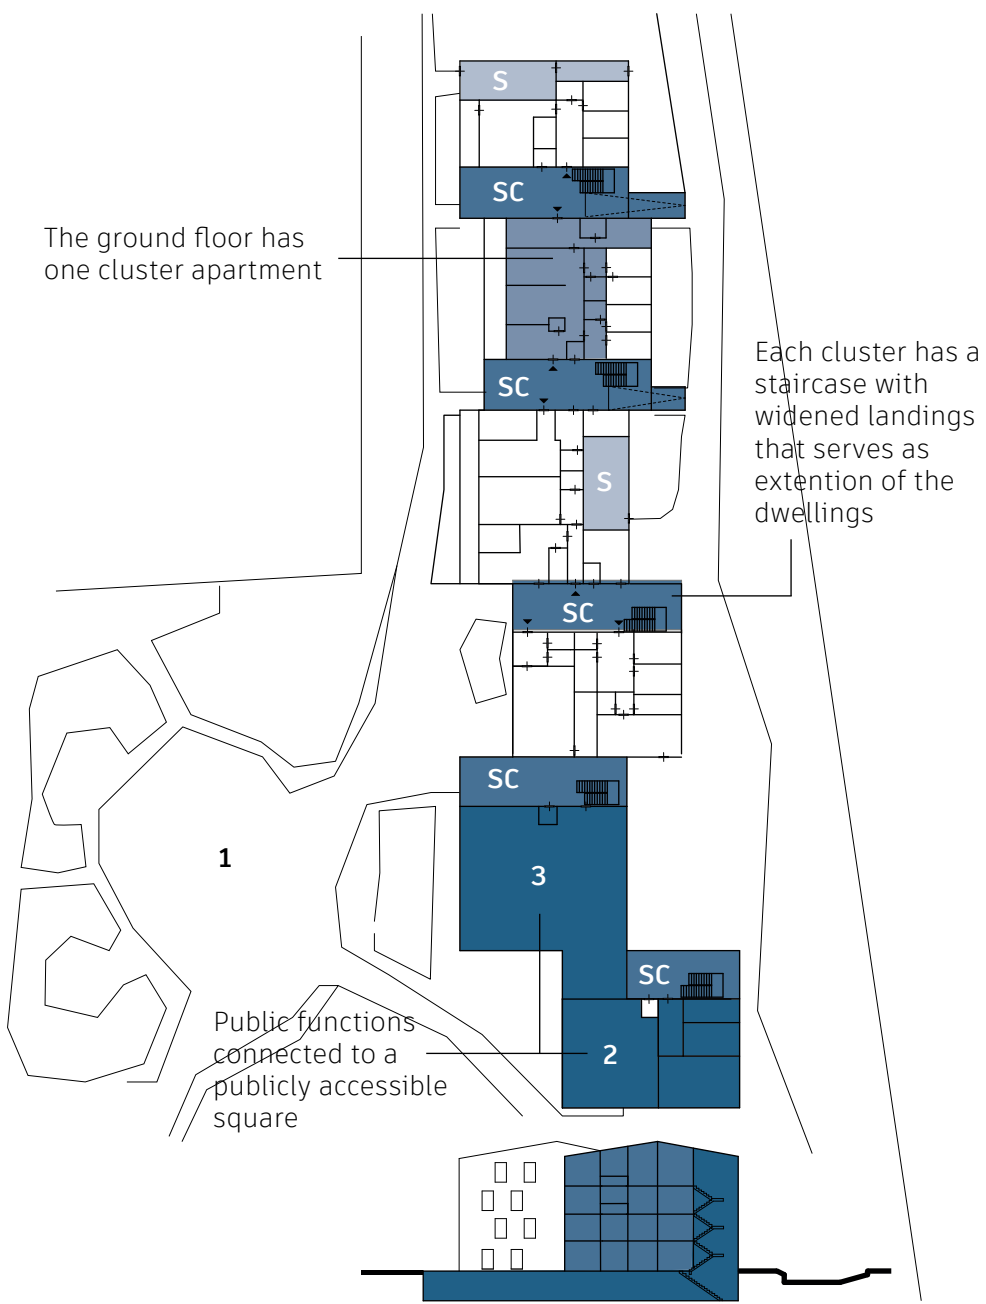 S
SC
The ground floor has
one cluster apartment
SC
Each cluster has a
staircase with
widened landings
that serves as
extention of the
dwellings
S
SC
SC
1
3
SC
Public functions
connected to a
publicly accessible
square
2